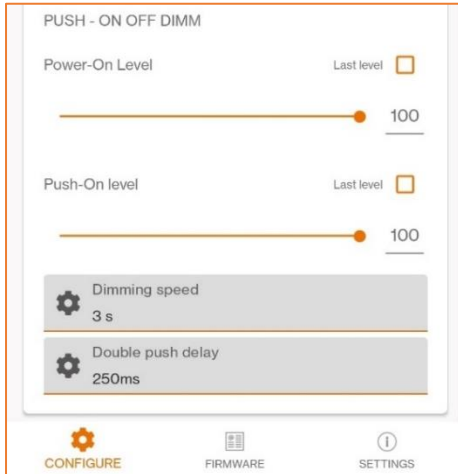 PUSH - ON OFF DIMM
Power-On Level Last level
100
Push-On level Last level
100
Dimming speed
3 s
Double push delay
250ms
CONFIGURE FIRMWARE SETTINGS